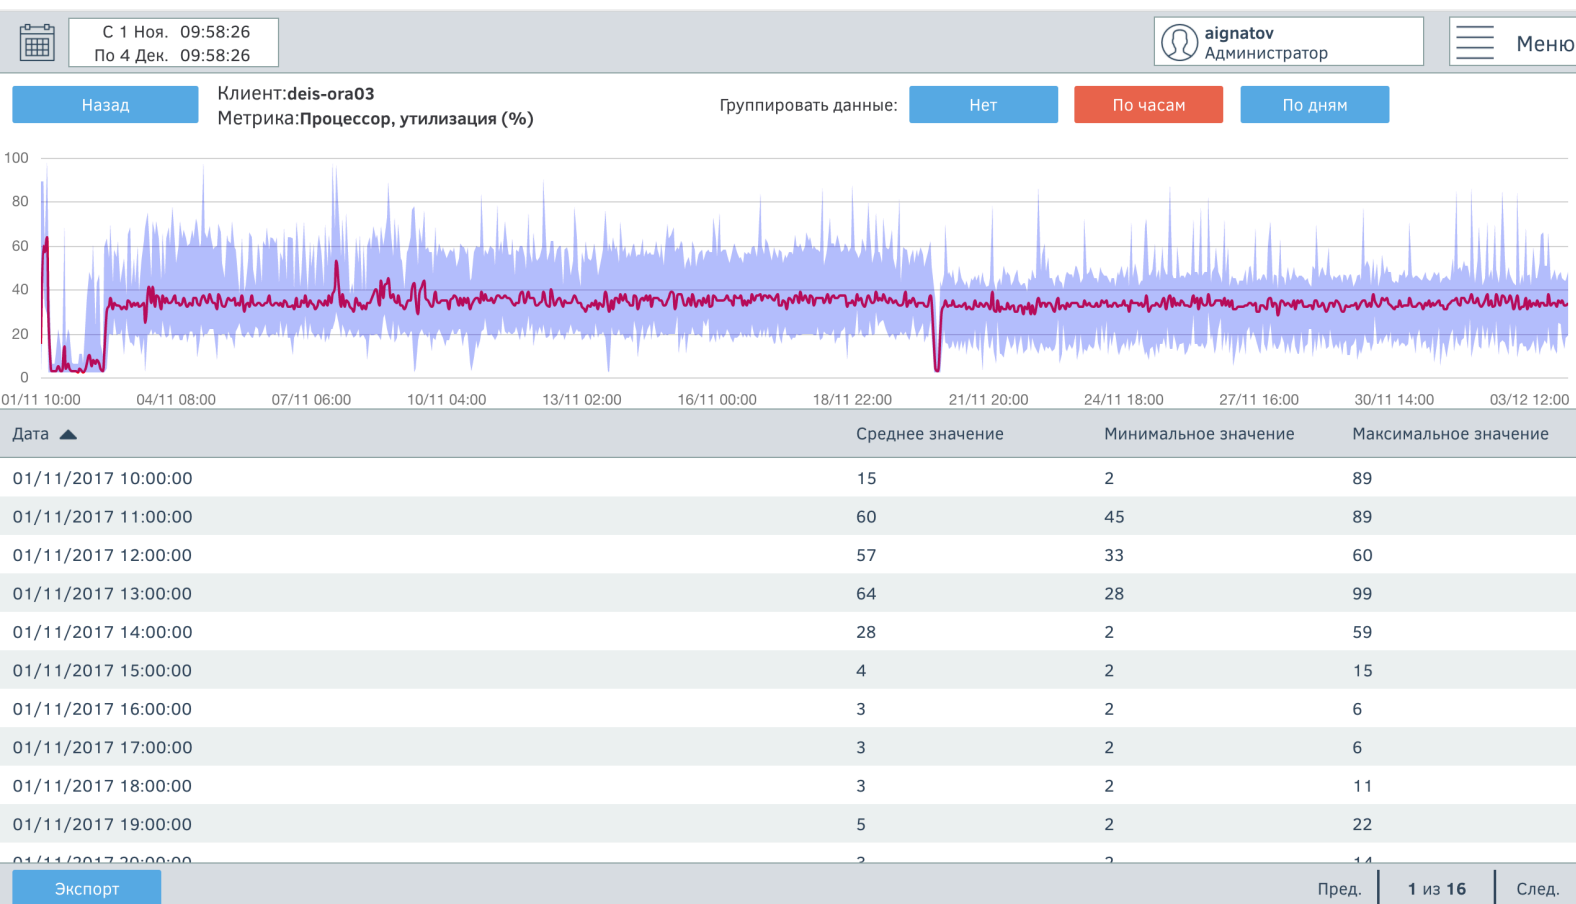 С 1 Ноя. 09:58:26
По 4 Дек. 09:58:26
aignatov
Администратор
Меню
Назад
Клиент:deis-ora03
Метрика:Процессор, утилизация (%)
Группировать данные:
Нет
По часам
По дням
100
80
60
40
20
0
01/11 10:00 04/11 08:00 07/11 06:00 10/11 04:00 13/11 02:00 16/11 00:00 18/11 22:00 21/11 20:00 24/11 18:00 27/11 16:00 30/11 14:00 03/12 12:00
Дата Среднее значение Минимальное значение Максимальное значение
01/11/2017 10:00:00 15 2 89
01/11/2017 11:00:00 60 45 89
01/11/2017 12:00:00 57 33 60
01/11/2017 13:00:00 64 28 99
01/11/2017 14:00:00 28 2 59
01/11/2017 15:00:00 4 2 15
01/11/2017 16:00:00 3 2 6
01/11/2017 17:00:00 3 2 6
01/11/2017 18:00:00 3 2 11
01/11/2017 19:00:00 5 2 22
01/11/2017 20:00:00
Экспорт
Пред. 1 из 16 След.